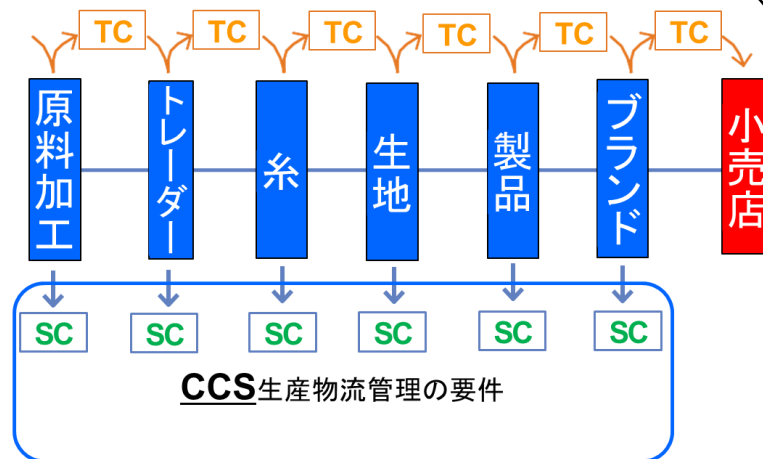 TC TC TC TC TC TC
原料加工
トレーダー
糸
生地
製品
ブランド
小売店
SC SC SC SC SC SC
CCS生産物流管理の要件